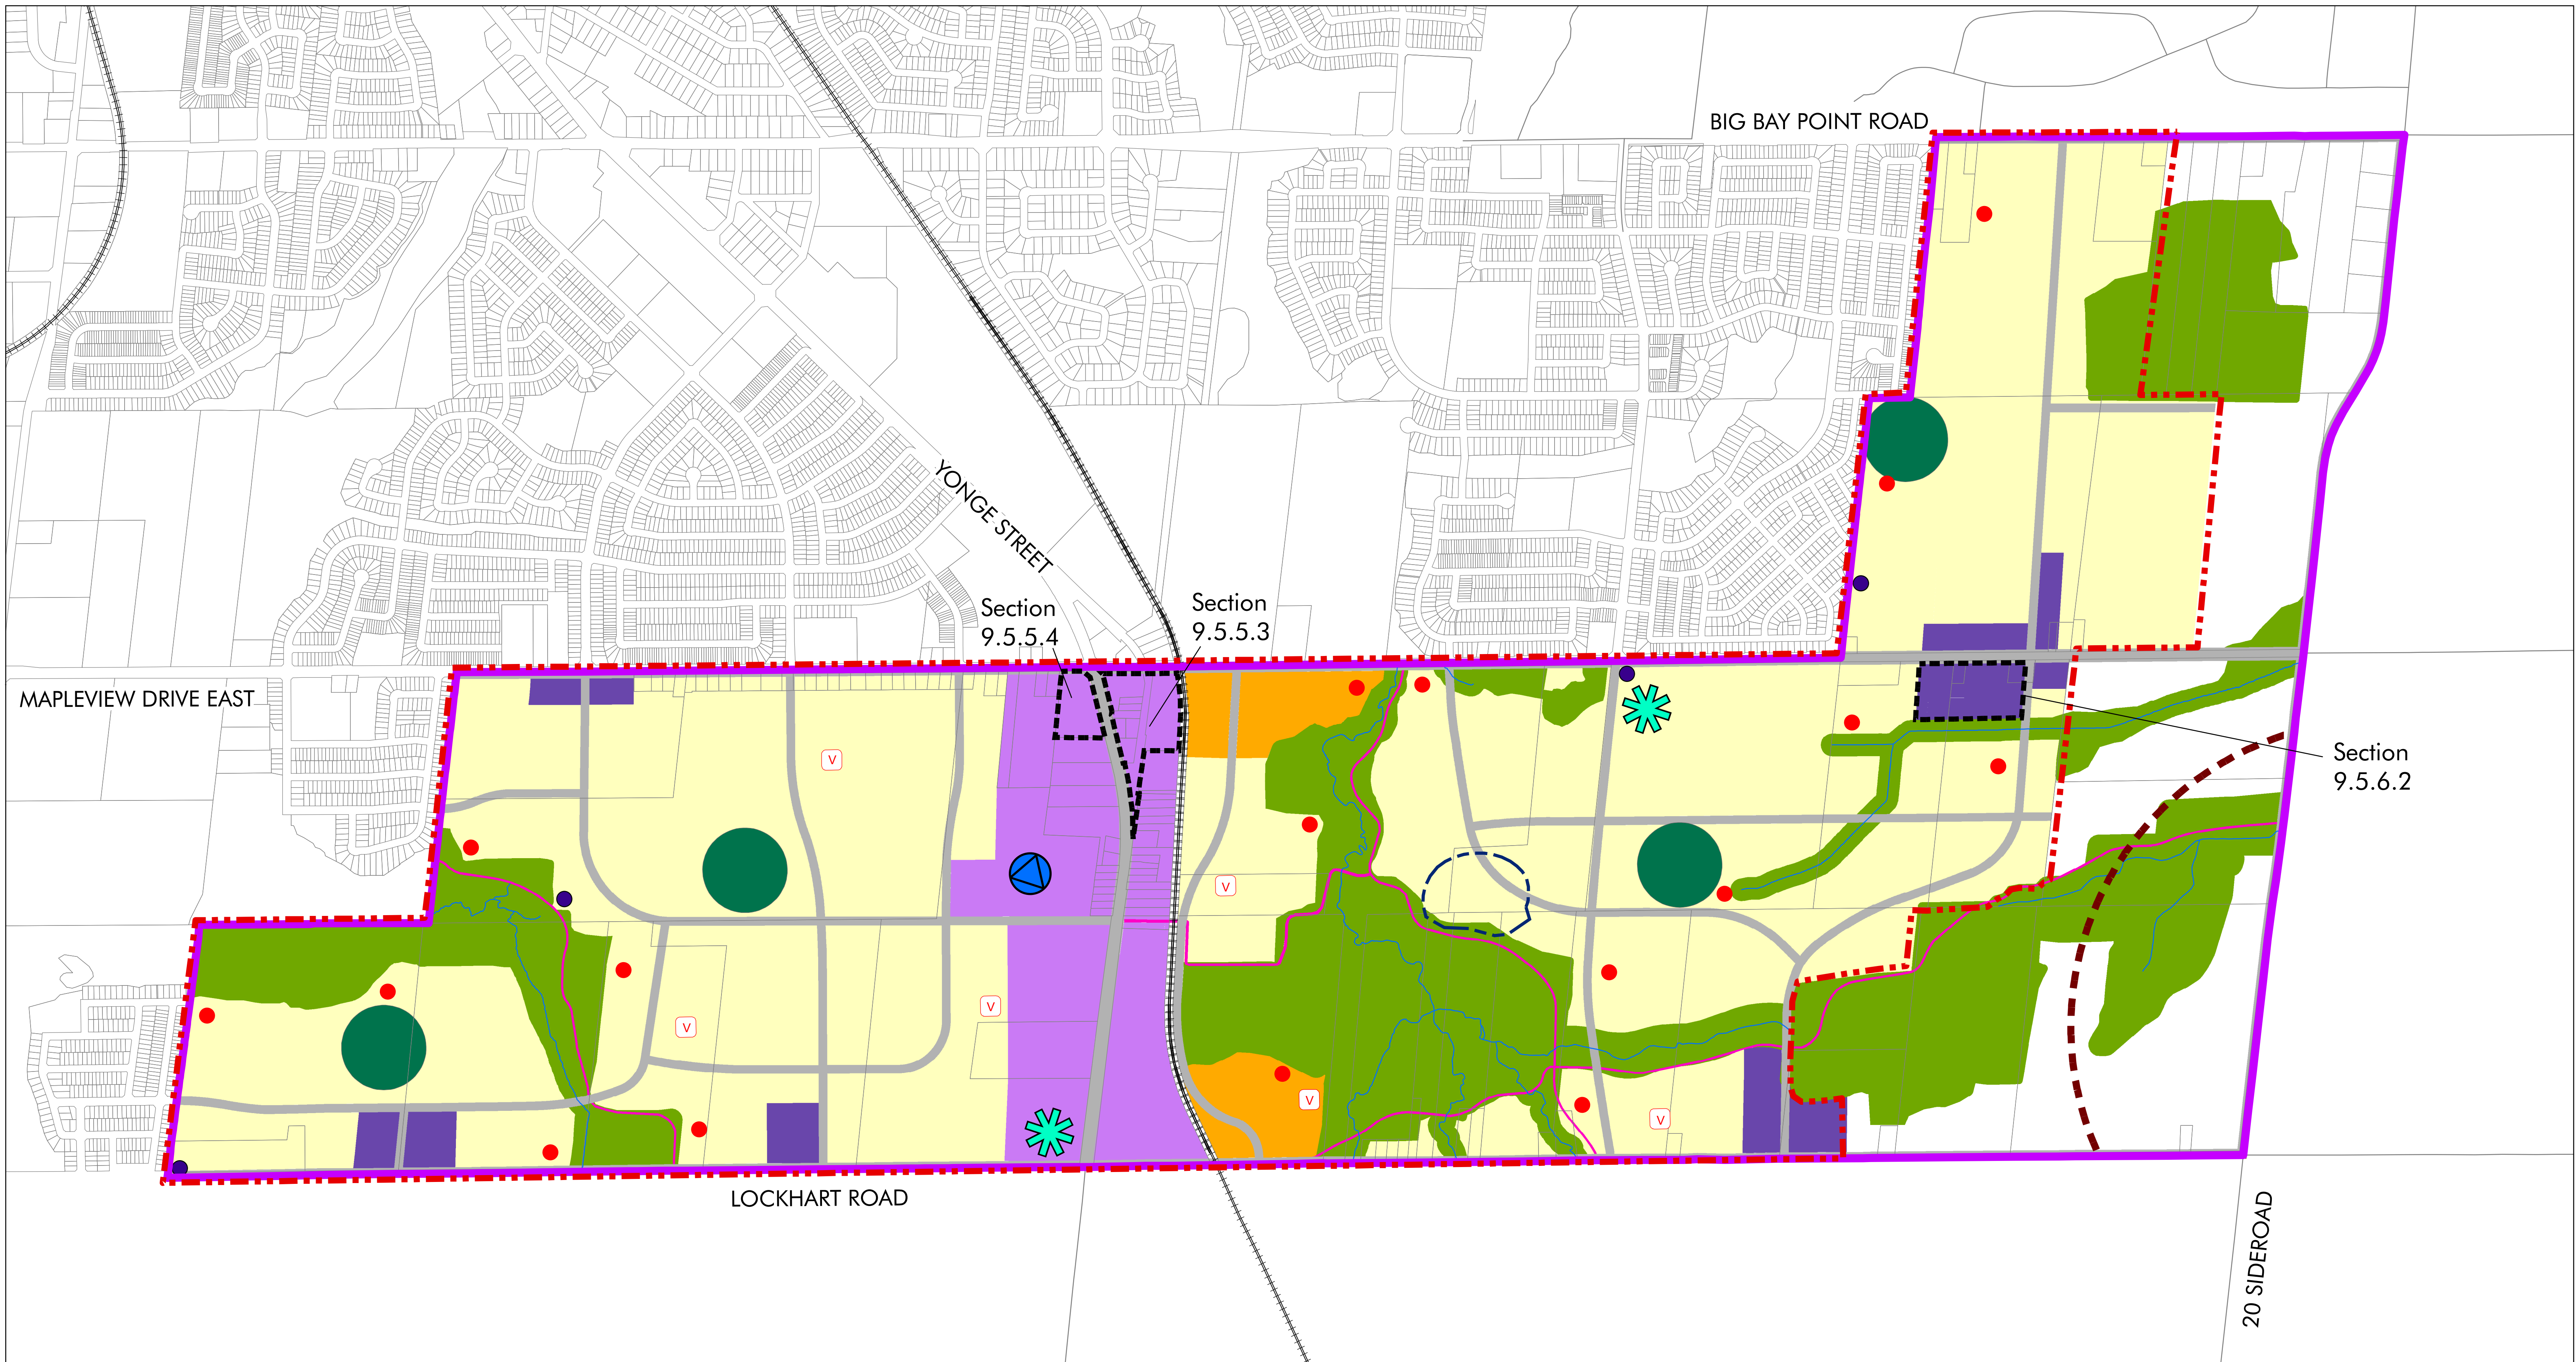 BIG BAY POINT ROAD
YONGE STREET
Section
9.5.5.4
Section
9.5.5.3
MAPLEVIEW DRIVE EAST
Section
9.5.6.2
V
V
V
V
V
V
LOCKHART ROAD
20 SIDEROAD